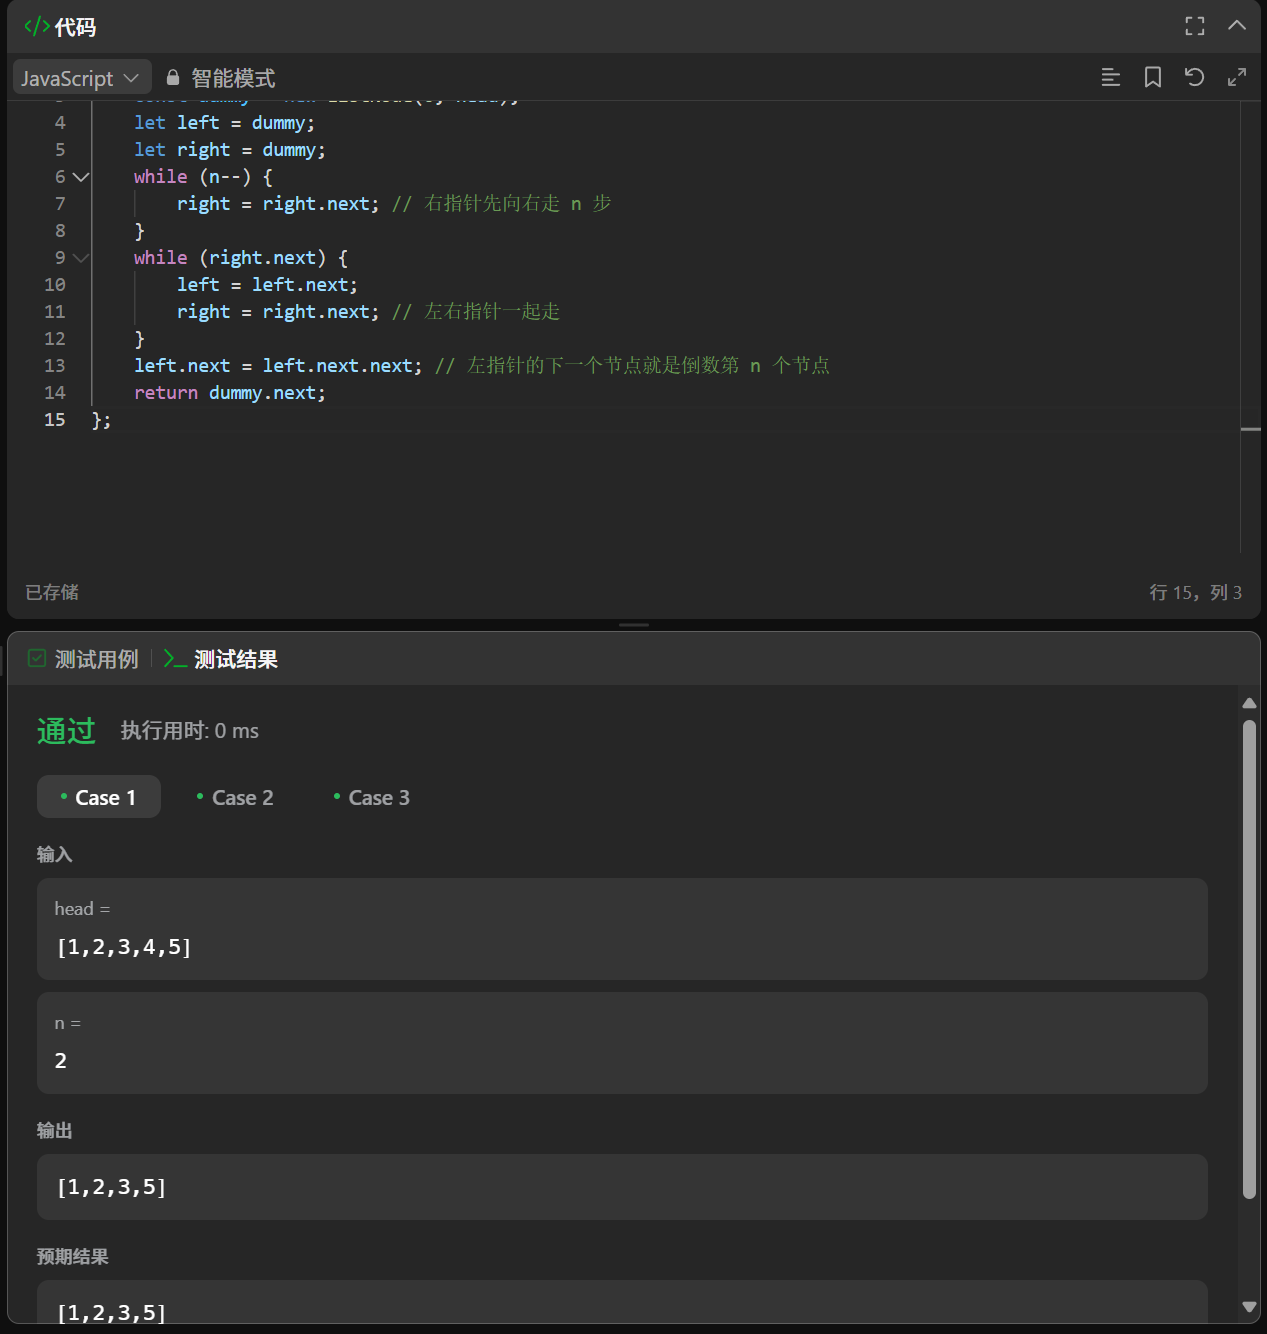 </> 代码
JavaScript 智能模式
4 let left = dummy;
5 let right = dummy;
6 while (n--) {
7 right = right.next; // 右指针先向右走 n 步
8 }
9 while (right.next) {
10 left = left.next;
11 right = right.next; // 左右指针一起走
12 }
13 left.next = left.next.next; // 左指针的下一个节点就是倒数第 n 个节点
14 return dummy.next;
15 };
已存储 行 15，列 3
测试用例 | >_ 测试结果
通过 执行用时: 0 ms
• Case 1 • Case 2 • Case 3
输入
head =
[1,2,3,4,5]
n =
2
输出
[1,2,3,5]
预期结果
[1,2,3,5]